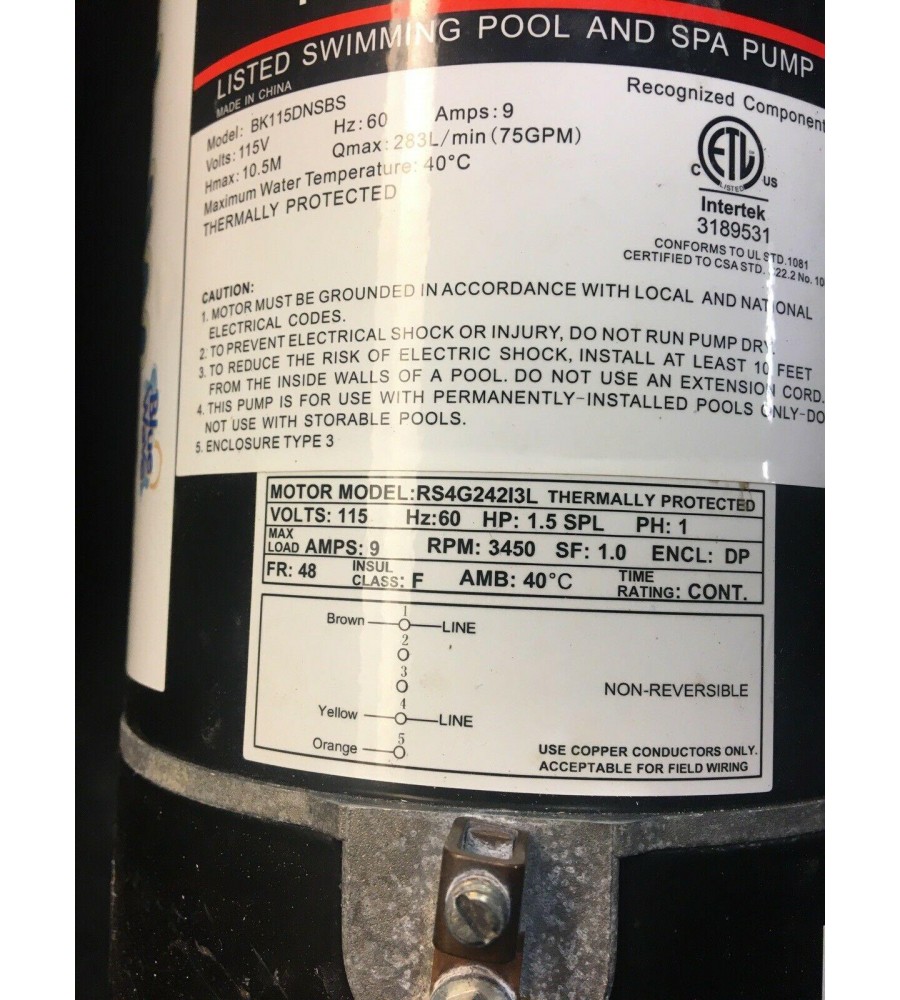 LISTED SWIMMING POOL AND SPA PUMP
MADE IN CHINA
Model: BK115DNSBS
Volts: 115V Hz: 60 Amps: 9
Hmax: 10.5M Qmax: 283L/min (75GPM)
Maximum Water Temperature: 40°C
THERMALLY PROTECTED
Recognized Component
C ETL US
LISTED
Intertek
3189531
CONFORMS TO UL STD.1081
CERTIFIED TO CSA STD. 22.2 No. 10
CAUTION:
1. MOTOR MUST BE GROUNDED IN ACCORDANCE WITH LOCAL AND NATIONAL
ELECTRICAL CODES.
2. TO PREVENT ELECTRICAL SHOCK OR INJURY, DO NOT RUN PUMP DRY.
3. TO REDUCE THE RISK OF ELECTRIC SHOCK, INSTALL AT LEAST 10 FEET
FROM THE INSIDE WALLS OF A POOL. DO NOT USE AN EXTENSION CORD.
4. THIS PUMP IS FOR USE WITH PERMANENTLY-INSTALLED POOLS ONLY-DO
NOT USE WITH STORABLE POOLS.
5. ENCLOSURE TYPE 3
Blue
MOTOR MODEL:RS4G242I3L THERMALLY PROTECTED
VOLTS: 115 Hz:60 HP: 1.5 SPL PH: 1
MAX LOAD AMPS: 9 RPM: 3450 SF: 1.0 ENCL: DP
FR: 48 INSUL CLASS: F AMB: 40°C TIME RATING: CONT.
1
Brown LINE
2
3
NON-REVERSIBLE
4
Yellow LINE
5
Orange
USE COPPER CONDUCTORS ONLY.
ACCEPTABLE FOR FIELD WIRING